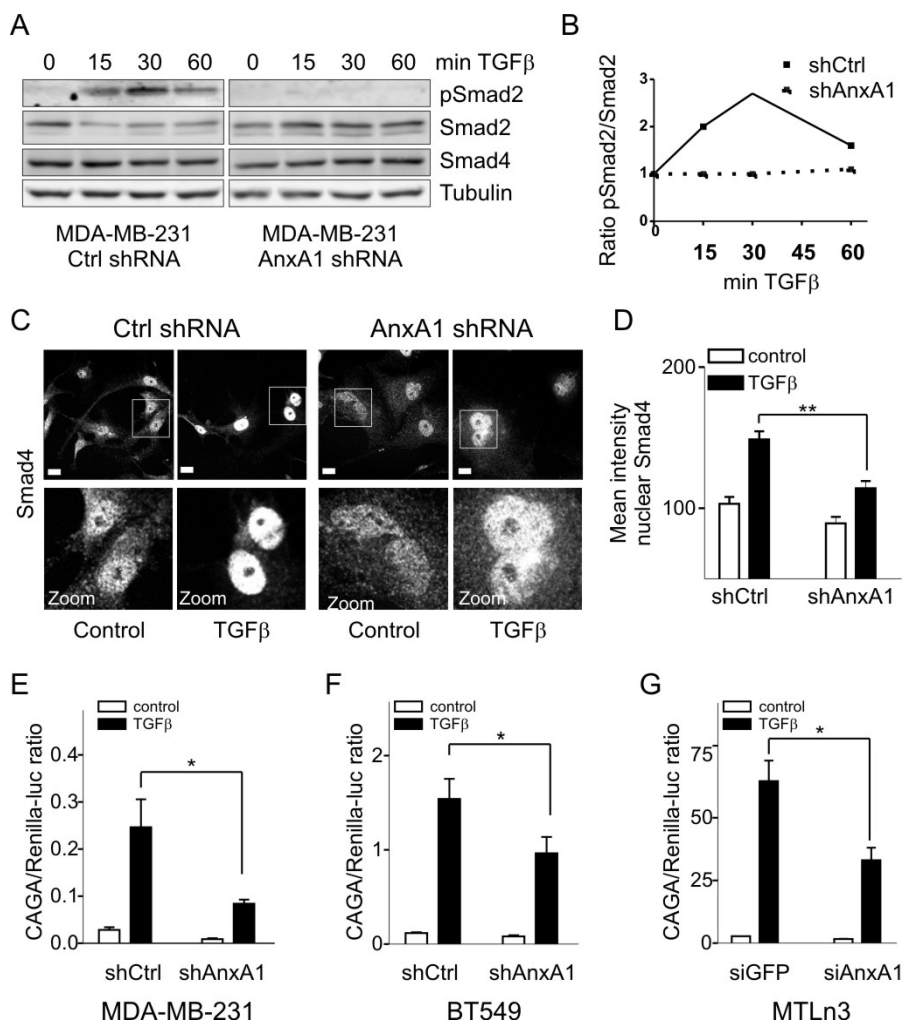 A
0 15 30 60 min TGFβ 0 15 30 60
pSmad2
Smad2
Smad4
Tubulin
MDA-MB-231
Ctrl shRNA
MDA-MB-231
AnxA1 shRNA
B
Ratio pSmad2/Smad2
3
2
1
0
0 15 30 45 60
min TGFβ
shCtrl
shAnxA1
C
Ctrl shRNA AnxA1 shRNA
Smad4
Zoom Zoom Zoom Zoom
Control TGFβ Control TGFβ
D
control
TGFβ
Mean intensity
nuclear Smad4
200
100
**
shCtrl shAnxA1
E
control
TGFβ
CAGA/Renilla-luc ratio
0.4
0.3
0.2
0.1
0.0
*
shCtrl shAnxA1
MDA-MB-231
F
control
TGFβ
CAGA/Renilla-luc ratio
2
1
0
*
shCtrl shAnxA1
BT549
G
control
TGFβ
CAGA/Renilla-luc ratio
75
50
25
0
*
siGFP siAnxA1
MTLn3